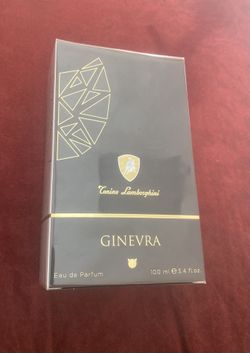 Tonino Lamborghini
GINEVRA
Eau de Parfum
100 ml ℮ 3.4 fl.oz.